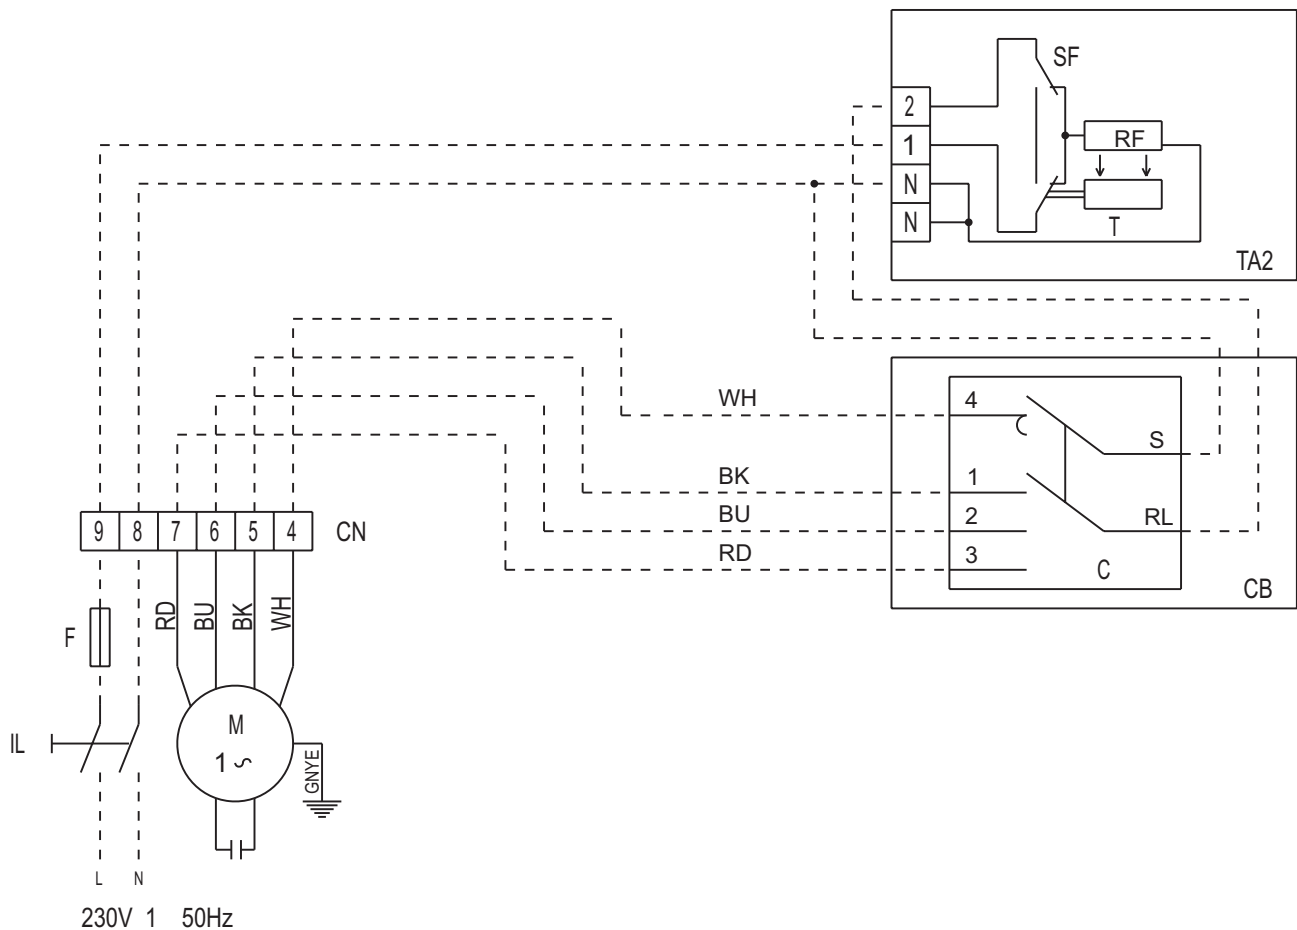 SF
2
1
RF
N
N
T
TA2
WH
4
S
BK
1
BU
2
RL
RD
3
C
CB
9 8 7 6 5 4 CN
F
RD BU BK WH
M
1 ∼
IL
GNYE
L N
230V 1 50Hz